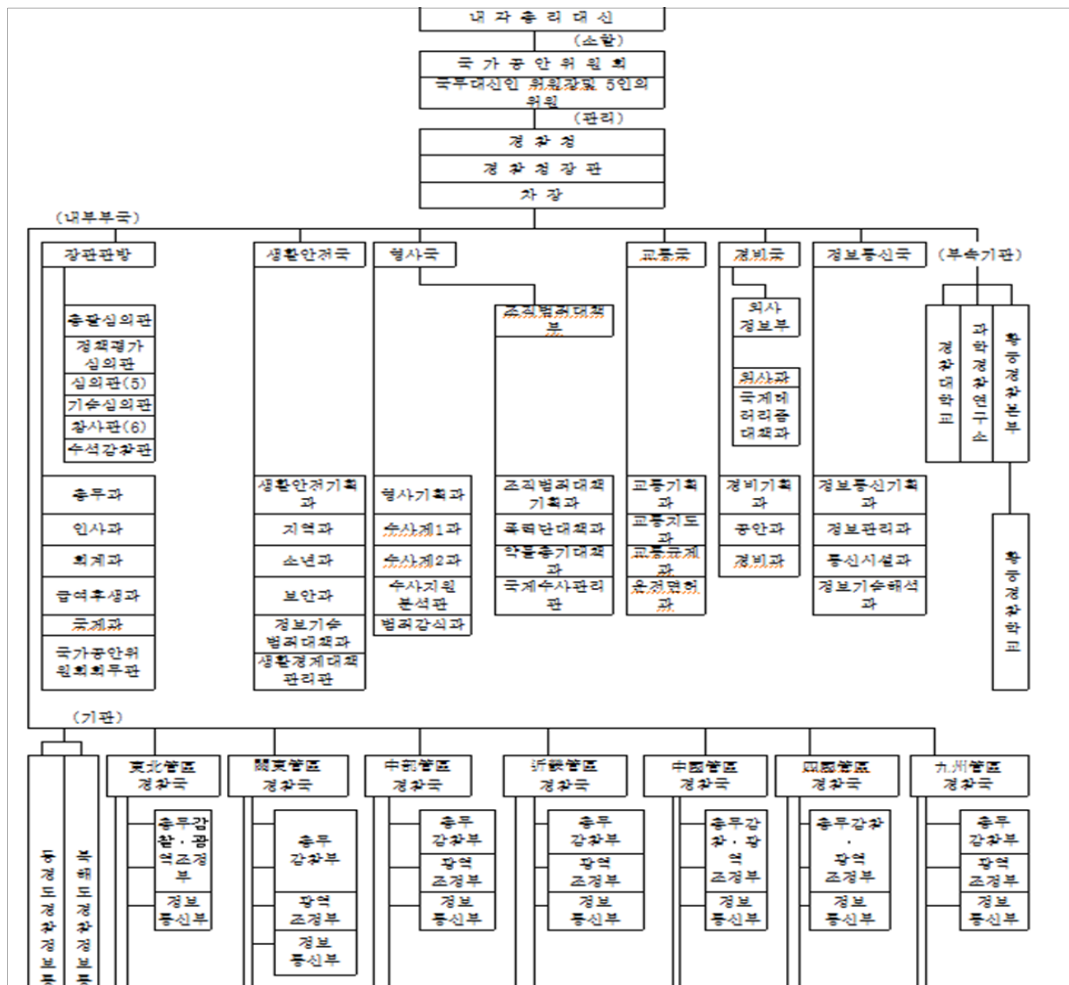 내 각 총 리 대 신
(소할)
국 가 공 안 위 원 회
국무대신인 위원장및 5인의
위원
(관리)
경 찰 청
경 찰 청 장 관
차 장
(내부부국)
장관관방
생활안전국
형사국
교통국
경비국
정보통신국
(부속기관)
총괄심의관
정책평가
심의관
심의관(5)
기술심의관
참사관(6)
수석감찰관
조직범죄대책
부
외사
정보부
외사과
국제테
러리즘
대책과
경찰대학교
과학경찰연구소
황궁경찰본부
총무과
인사과
회계과
급여후생과
국제과
국가공안위
원회회무관
생활안전기획
과
지역과
소년과
보안과
정보기술
범죄대책과
생활경제대책
관리관
형사기획과
수사제1과
수사제2과
수사지원
분석관
범죄감식과
조직범죄대책
기획과
폭력단대책과
약물총기대책
과
국제수사관리
관
교통기획
과
교통지도
과
교통규제
과
운전면허
과
경비기획
과
공안과
경비과
정보통신기획
과
정보관리과
통신시설과
정보기술해석
과
황궁경찰학교
(기관)
동경도경찰정보통
북해도경찰정보통
東北管區
경찰국
關東管區
경찰국
中部管區
경찰국
近畿管區
경찰국
中國管區
경찰국
四國管區
경찰국
九州管區
경찰국
총무감
찰·광
역조정
부
정보
통신부
총무
감찰부
광역
조정부
정보
통신부
총무
감찰부
광역
조정부
정보
통신부
총무
감찰부
광역
조정부
정보
통신부
총무감
찰·광
역
조정부
정보
통신부
총무감찰
·
광역
조정부
정보
통신부
총무
감찰부
광역
조정부
정보
통신부